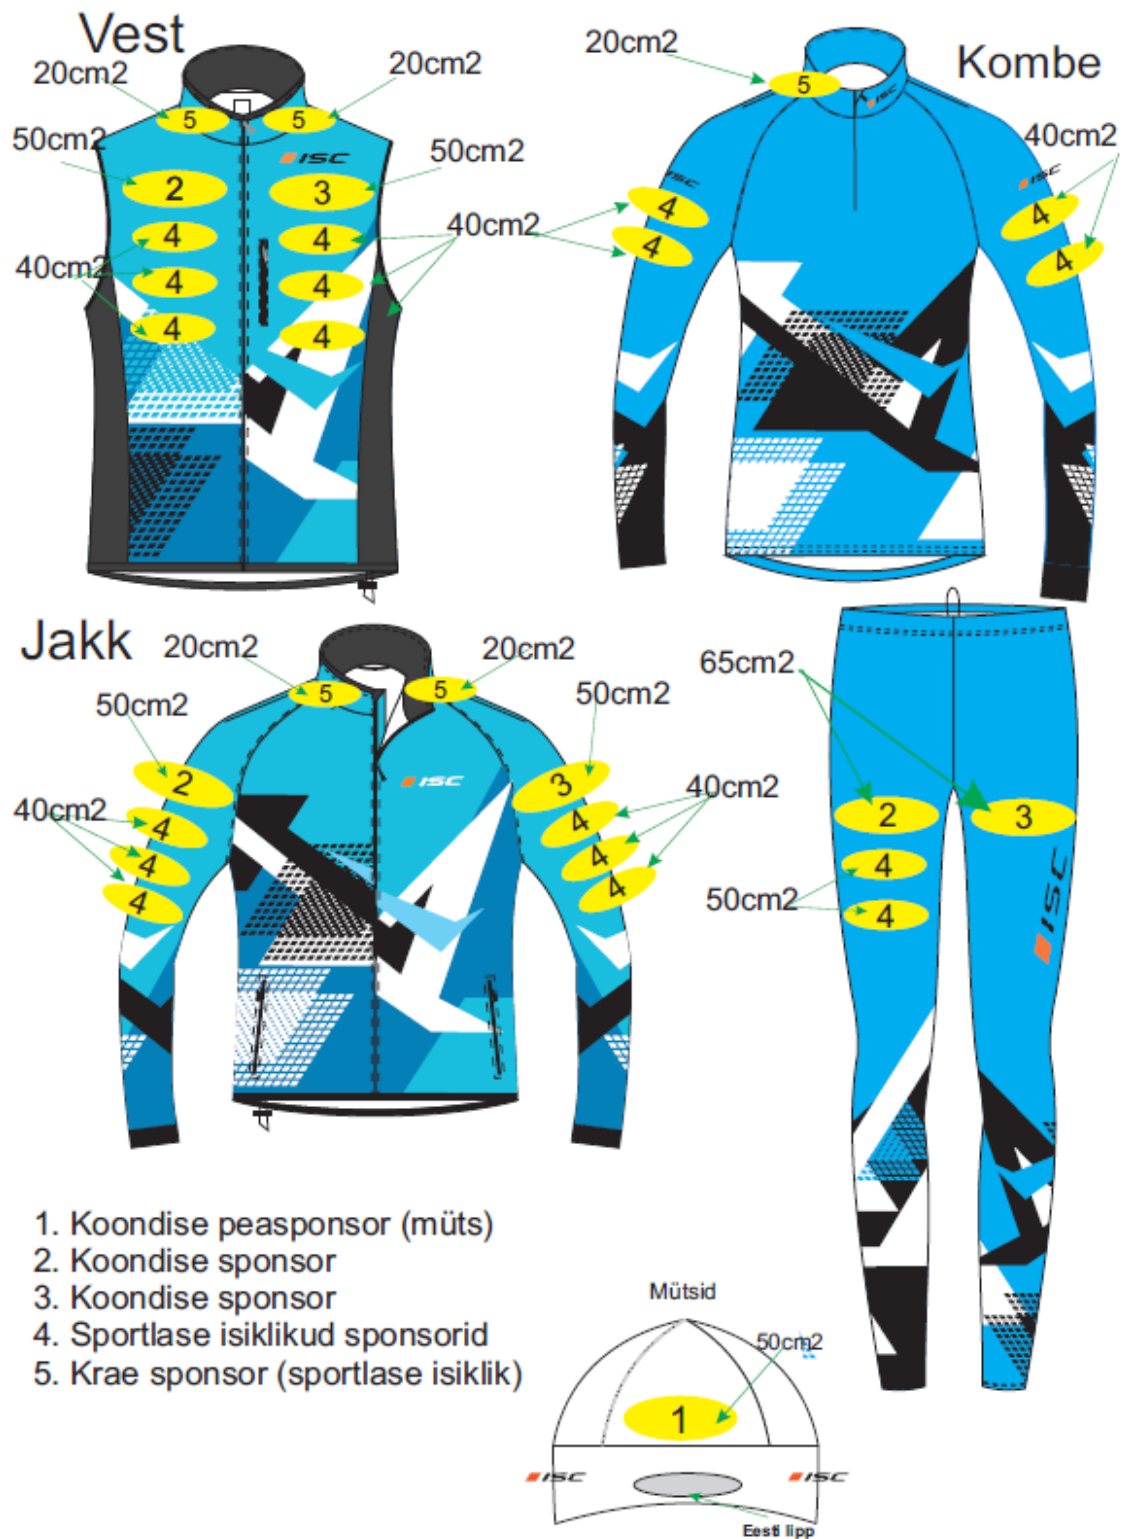 Vest
20cm2
20cm2
5
5
50cm2
50cm2
ISC
2
3
4
4
40cm2
40cm2
4
4
4
4
20cm2
Kombe
5
ISC
40cm2
ISC
ISC
4
4
4
4
Jakk
20cm2
20cm2
5
5
50cm2
50cm2
2
3
ISC
40cm2
40cm2
4
4
4
4
4
4
65cm2
2
3
4
50cm2
4
ISC
1. Koondise peasponsor (müts)
2. Koondise sponsor
3. Koondise sponsor
4. Sportlase isiklikud sponsorid
5. Krae sponsor (sportlase isiklik)
Mütsid
50cm2
1
ISC
ISC
Eesti lipp